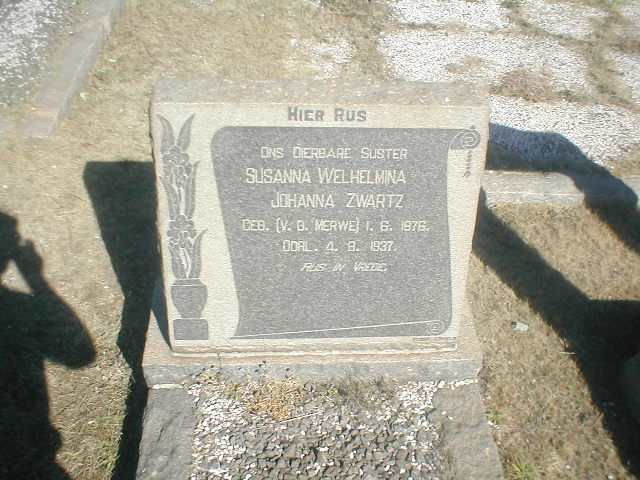 HIER RUS
ONS DIERBARE SUSTER
SUSANNA WELHELMINA
JOHANNA ZWARTZ
GEB. (V. D. MERWE) 1. 6. 1876.
OORL. 4. 9. 1937.
RUS IN VREDE.